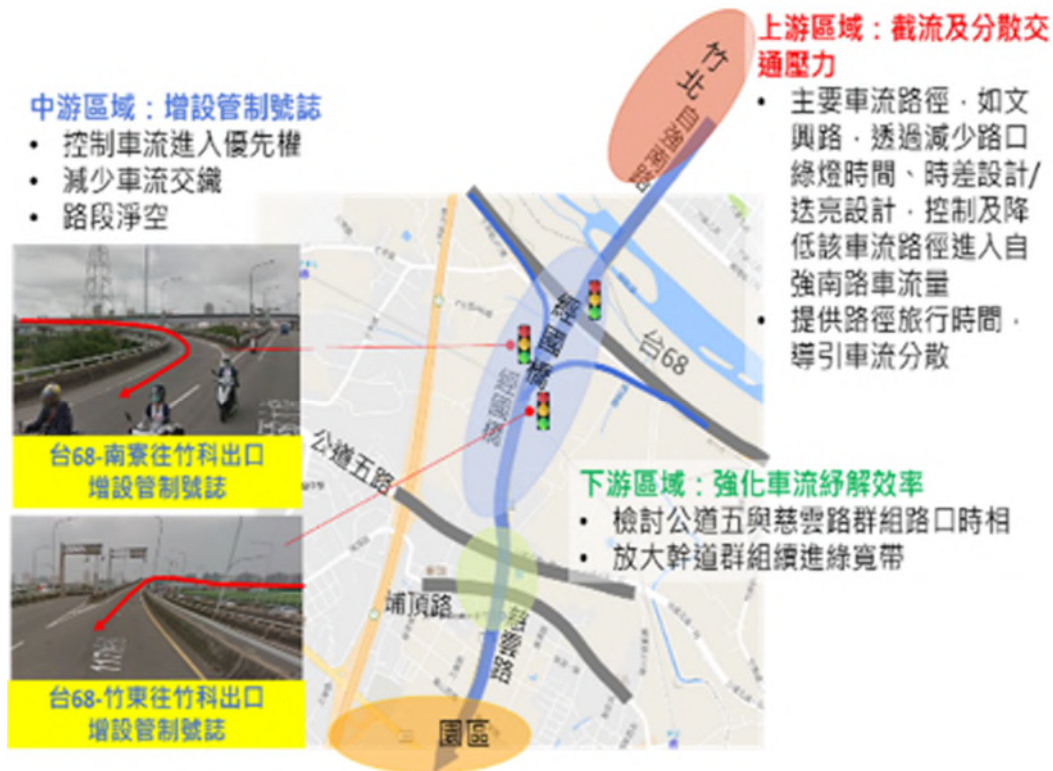 中游區域：增設管制號誌
• 控制車流進入優先權
• 減少車流交織
• 路段淨空
台68-南寮往竹科出口
增設管制號誌
台68-竹東往竹科出口
增設管制號誌
竹北
自強南路
經國橋
台68
公道五路
埔頂路
慈雲路
園區
上游區域：截流及分散交
通壓力
• 主要車流路徑，如文
興路，透過減少路口
綠燈時間、時差設計/
迭亮設計，控制及降
低該車流路徑進入自
強南路車流量
• 提供路徑旅行時間，
導引車流分散
下游區域：強化車流紓解效率
• 檢討公道五與慈雲路群組路口時相
• 放大幹道群組續進綠寬帶